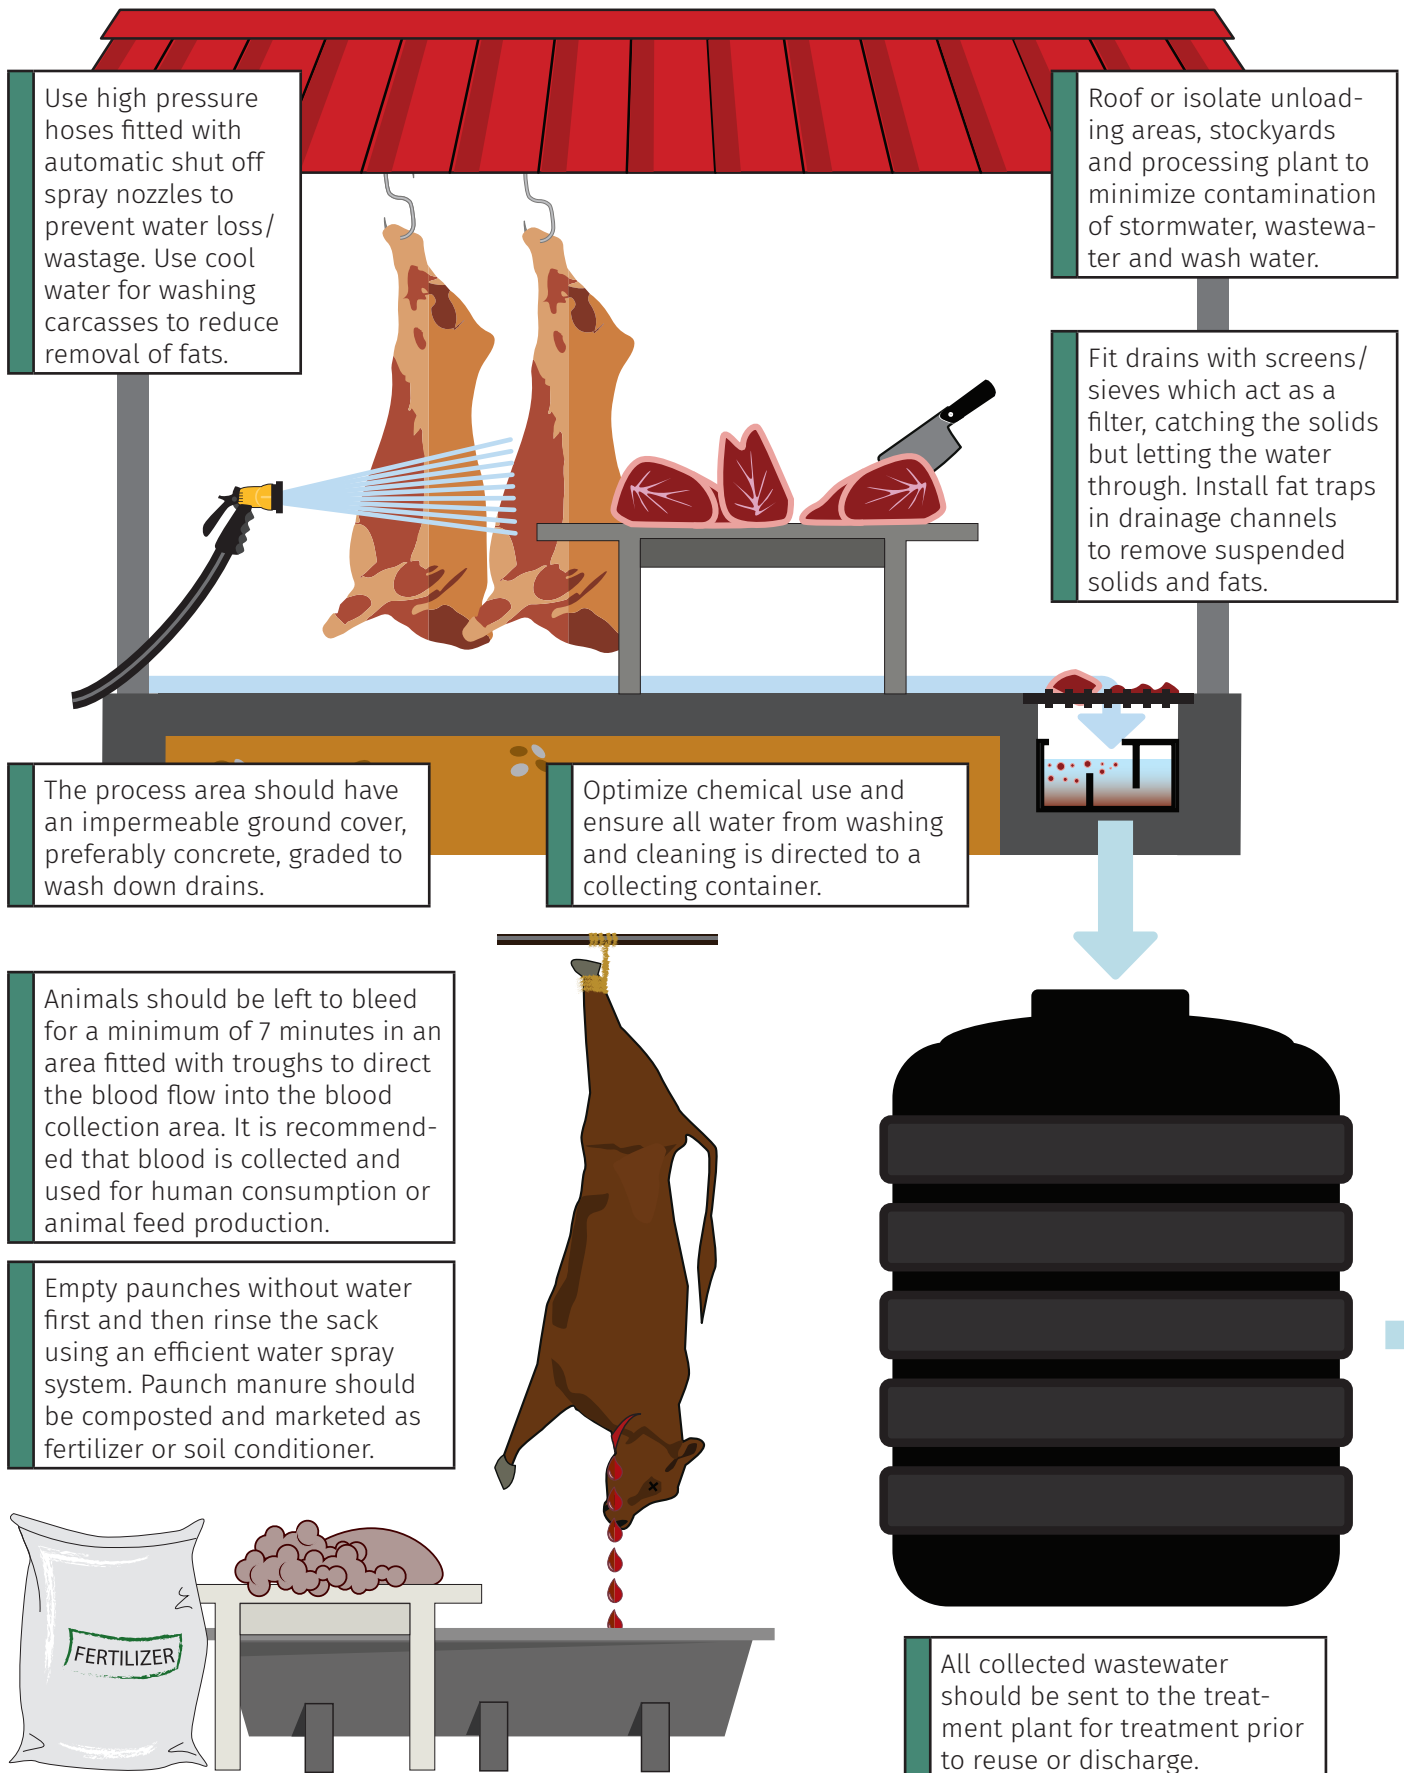 Use high pressure
hoses fitted with
automatic shut off
spray nozzles to
prevent water loss/
wastage. Use cool
water for washing
carcasses to reduce
removal of fats.
Roof or isolate unload-
ing areas, stockyards
and processing plant to
minimize contamination
of stormwater, wastewa-
ter and wash water.
Fit drains with screens/
sieves which act as a
filter, catching the solids
but letting the water
through. Install fat traps
in drainage channels
to remove suspended
solids and fats.
The process area should have
an impermeable ground cover,
preferably concrete, graded to
wash down drains.
Optimize chemical use and
ensure all water from washing
and cleaning is directed to a
collecting container.
Animals should be left to bleed
for a minimum of 7 minutes in an
area fitted with troughs to direct
the blood flow into the blood
collection area. It is recommend-
ed that blood is collected and
used for human consumption or
animal feed production.
Empty paunches without water
first and then rinse the sack
using an efficient water spray
system. Paunch manure should
be composted and marketed as
fertilizer or soil conditioner.
FERTILIZER
All collected wastewater
should be sent to the treat-
ment plant for treatment prior
to reuse or discharge.